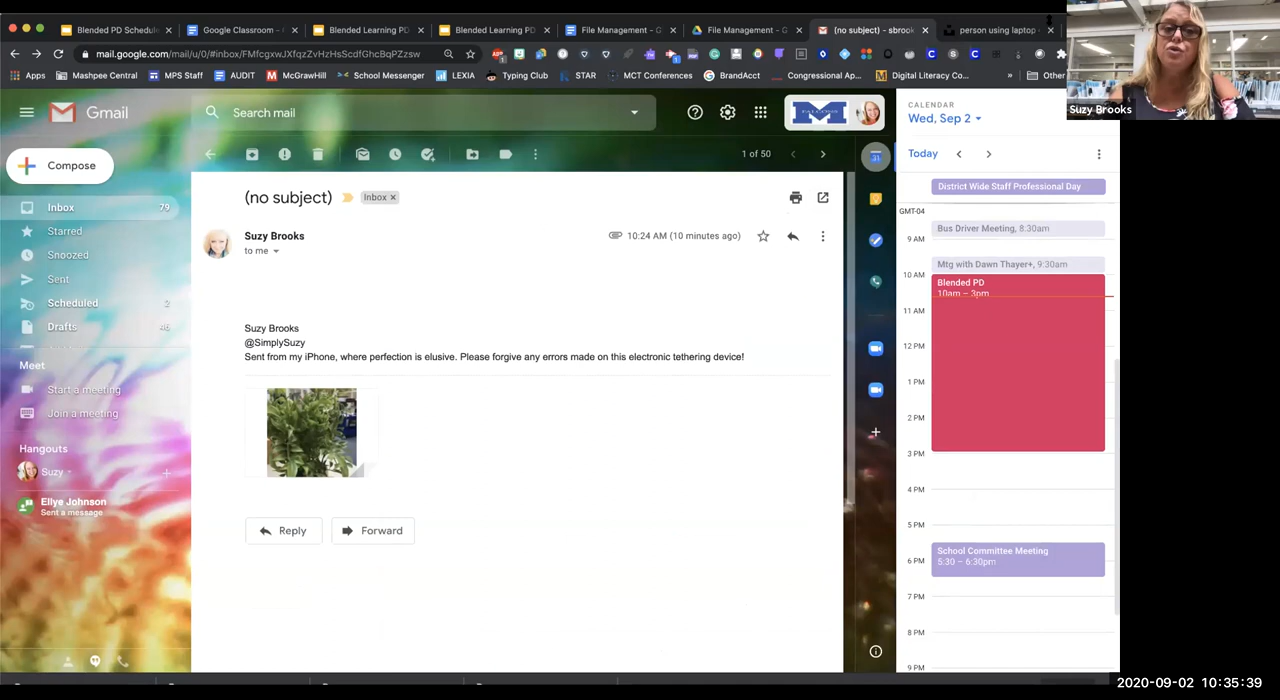 Blended PD Schedu
Google Classroom -
Blended Learning P
Blended Learning PD
File Management - G
File Management - G
(no subject) - sbrook
person using laptop -
mail.google.com/mail/u/0/#inbox/FMfcgxwJXfqzZvHzHsScdfGhcBqPZzsw
Apps
Mashpee Central
MPS Staff
AUDIT
McGrawHill
School Messenger
LEXIA
Typing Club
STAR
MCT Conferences
BrandAcct
Congressional Ap...
Digital Literacy Co...
»
Other
Suzy Brooks
Gmail
Search mail
CALENDAR
Wed, Sep 2
Compose
1 of 50
Today
Inbox 79
Starred
Snoozed
Sent
Scheduled 2
Drafts 46
Meet
Start a meeting
Join a meeting
Hangouts
Suzy
Ellye Johnson
Sent a message
(no subject)
Inbox ×
Suzy Brooks
10:24 AM (10 minutes ago)
to me
Suzy Brooks
@SimplySuzy
Sent from my iPhone, where perfection is elusive. Please forgive any errors made on this electronic tethering device!
Reply
Forward
District Wide Staff Professional Day
GMT-04
Bus Driver Meeting, 8:30am
9 AM
Mtg with Dawn Thayer+, 9:30am
10 AM
Blended PD
10am – 3pm
11 AM
12 PM
1 PM
2 PM
3 PM
4 PM
5 PM
School Committee Meeting
5:30 – 6:30pm
6 PM
7 PM
8 PM
9 PM
2020-09-02 10:35:39